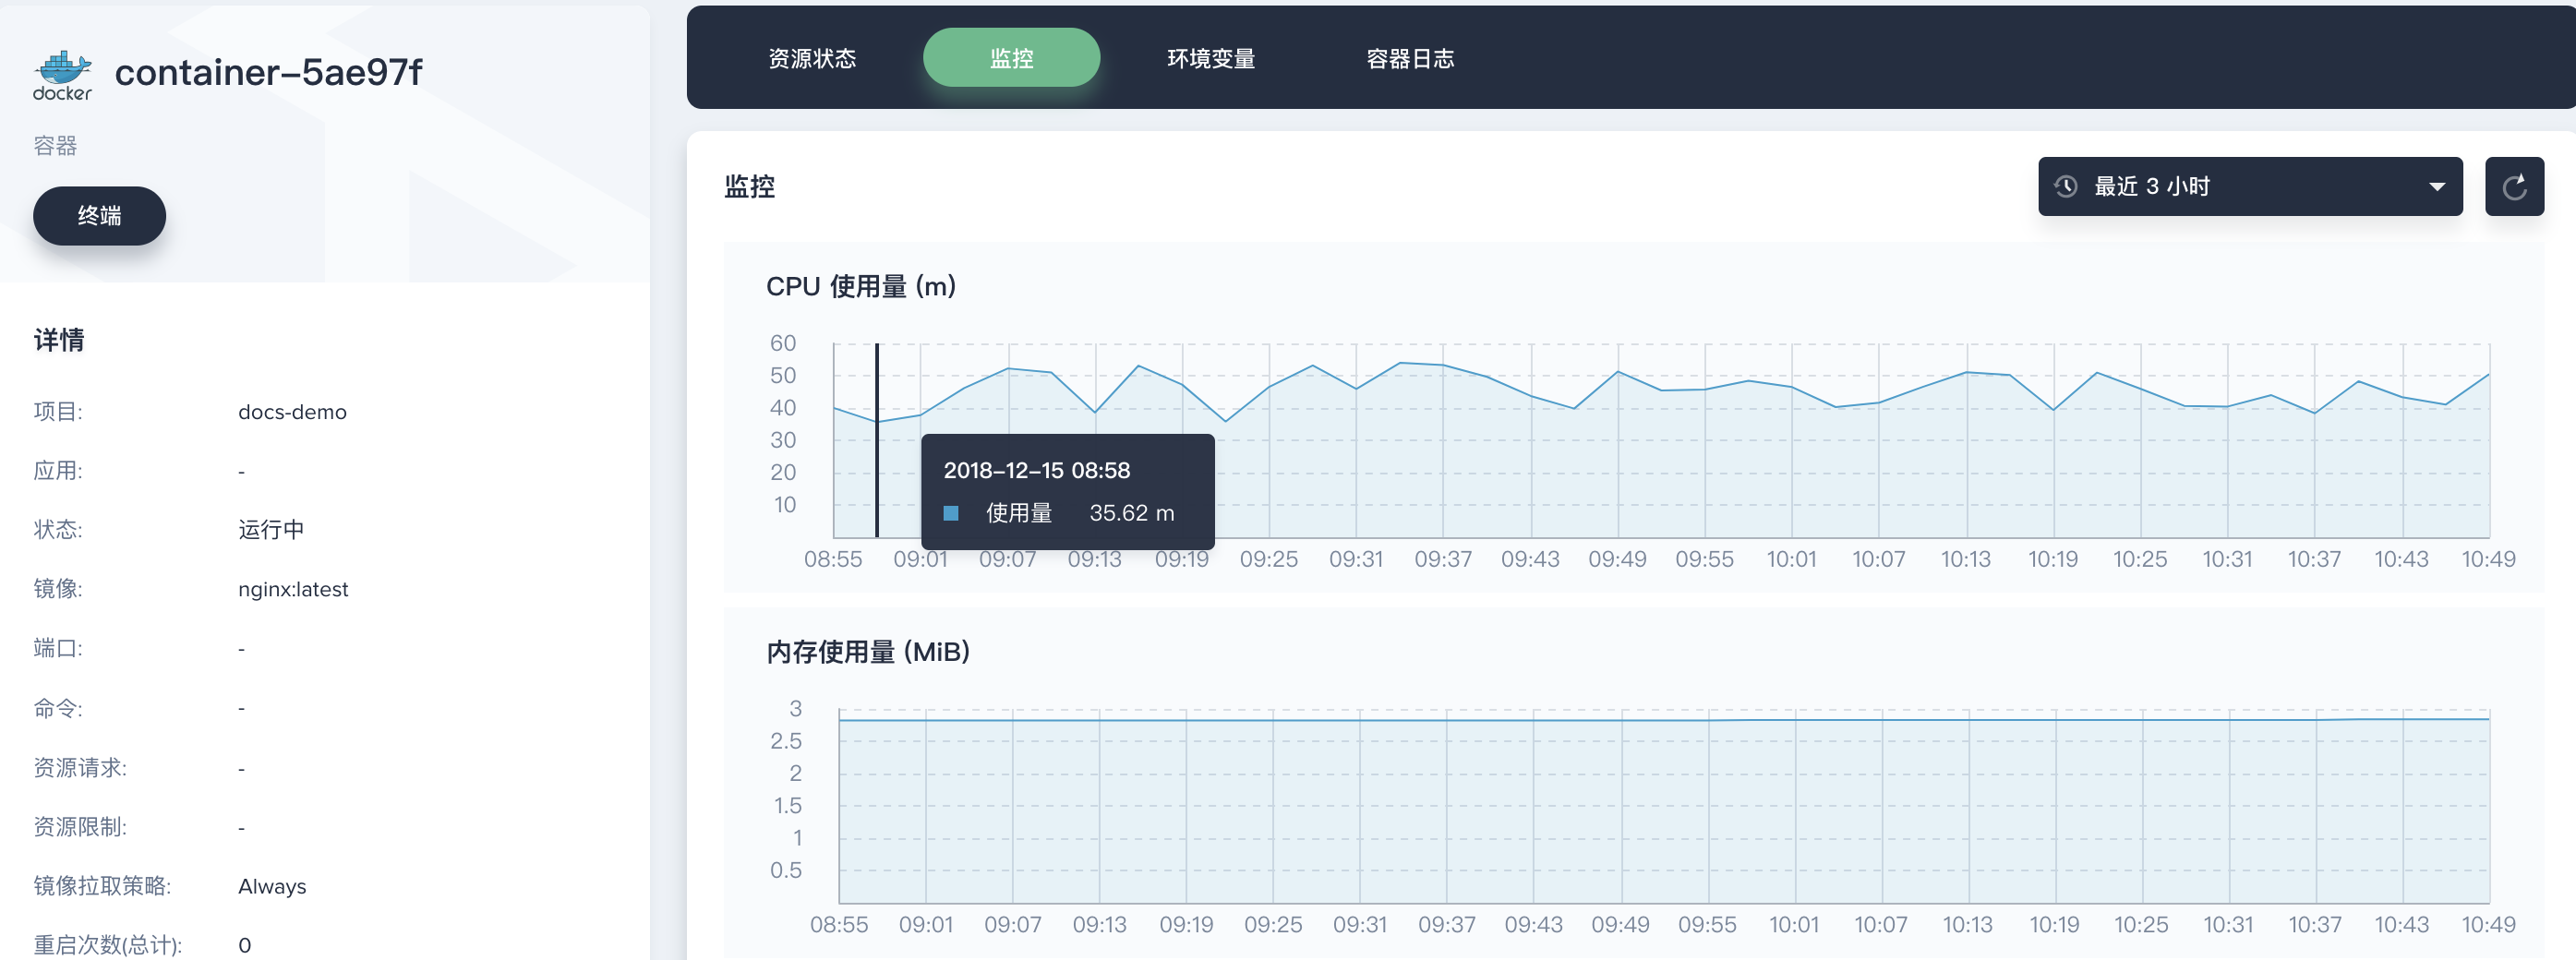 docker
container-5ae97f
容器
终端
详情
项目: docs-demo
应用: -
状态: 运行中
镜像: nginx:latest
端口: -
命令: -
资源请求: -
资源限制: -
镜像拉取策略: Always
重启次数(总计): 0
资源状态 监控 环境变量 容器日志
监控
最近 3 小时
CPU 使用量 (m)
60
50
40
30
20
10
2018-12-15 08:58
使用量 35.62 m
08:55 09:01 09:07 09:13 09:19 09:25 09:31 09:37 09:43 09:49 09:55 10:01 10:07 10:13 10:19 10:25 10:31 10:37 10:43 10:49
内存使用量 (MiB)
3
2.5
2
1.5
1
0.5
08:55 09:01 09:07 09:13 09:19 09:25 09:31 09:37 09:43 09:49 09:55 10:01 10:07 10:13 10:19 10:25 10:31 10:37 10:43 10:49